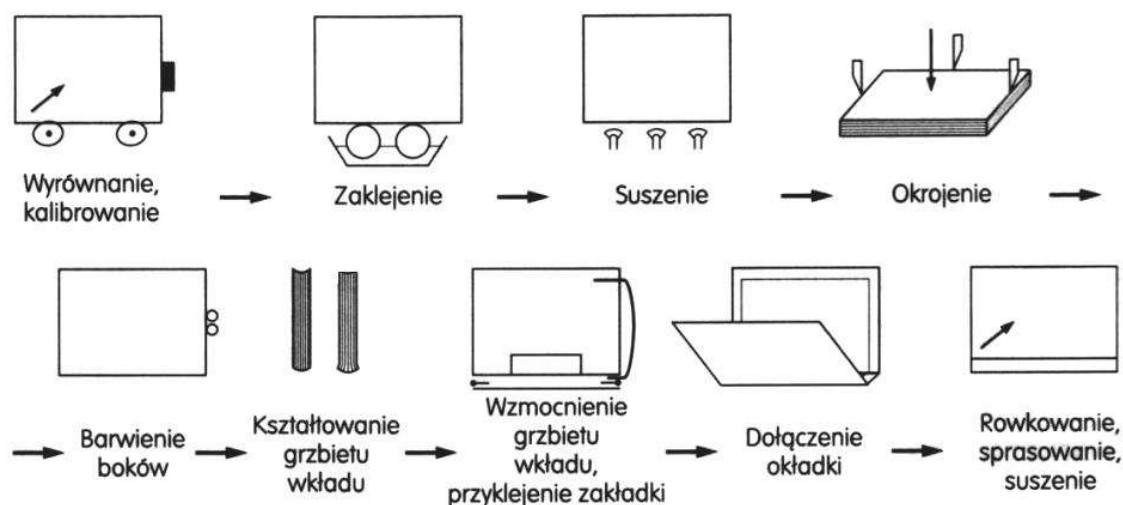 Wyrównanie,
kalibrowanie
Zaklejenie
Suszenie
Okrojenie
Barwienie
boków
Kształtowanie
grzbietu
wkładu
Wzmocnienie
grzbietu
wkładu,
przyklejenie zakładki
Dołączenie
okładki
Rowkowanie,
sprasowanie,
suszenie